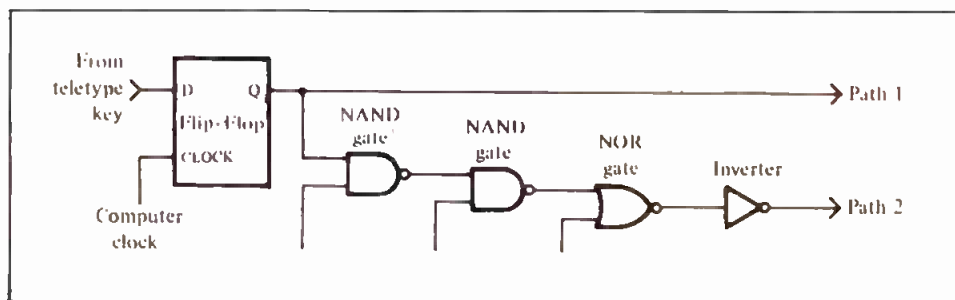 From
teletype
key
D
Q
Flip-Flop
CLOCK
Computer
clock
NAND
gate
NAND
gate
NOR
gate
Inverter
Path 1
Path 2